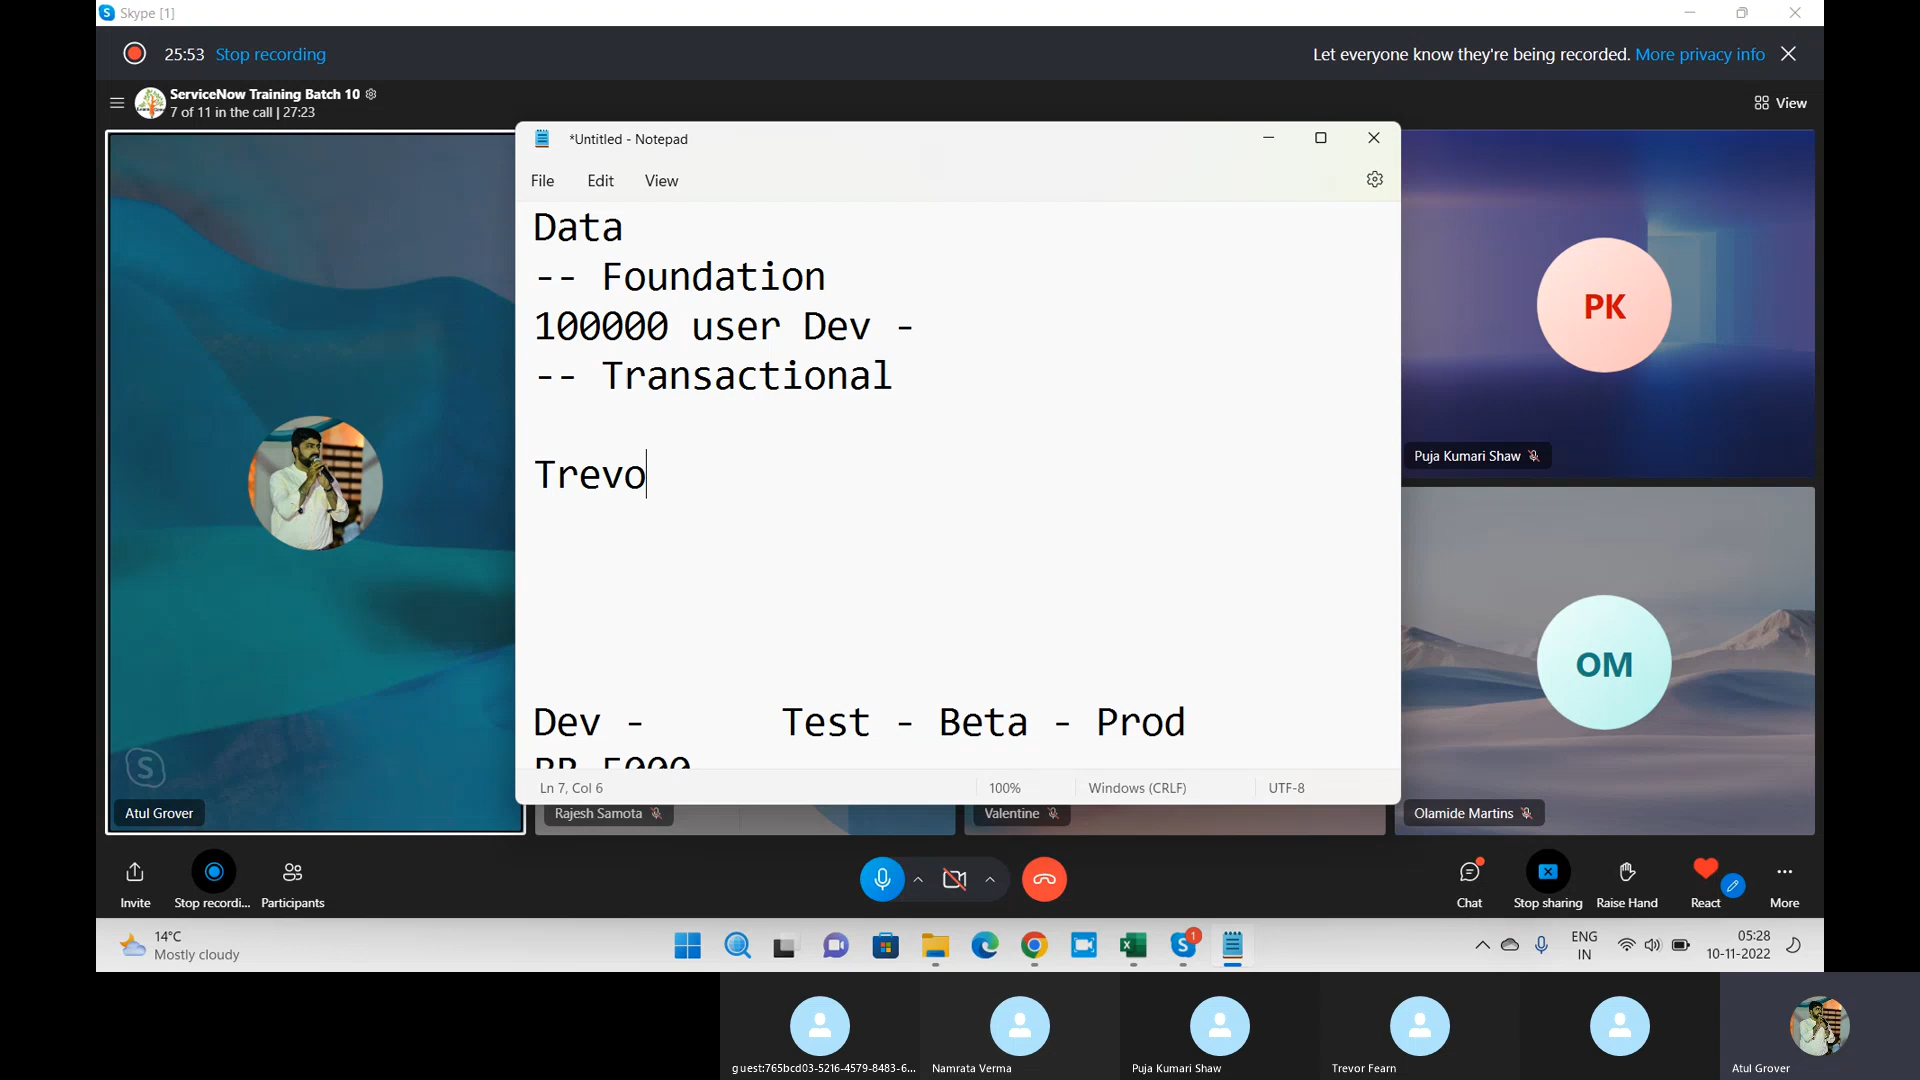 Skype [1]
25:53 Stop recording
Let everyone know they're being recorded. More privacy info
ServiceNow Training Batch 10
7 of 11 in the call | 27:23
View
*Untitled - Notepad
File Edit View
Data
-- Foundation
100000 user Dev -
-- Transactional
Trevo
Dev - Test - Beta - Prod
Ln 7, Col 6
100%
Windows (CRLF)
UTF-8
PK
Puja Kumari Shaw
OM
Olamide Martins
Atul Grover
Rajesh Samota
Valentine
Invite
Stop recordi...
Participants
Chat
Stop sharing
Raise Hand
React
More
14°C
Mostly cloudy
1
ENG
IN
05:28
10-11-2022
guest:765bcd03-5216-4579-8483-6...
Namrata Verma
Puja Kumari Shaw
Trevor Fearn
Atul Grover